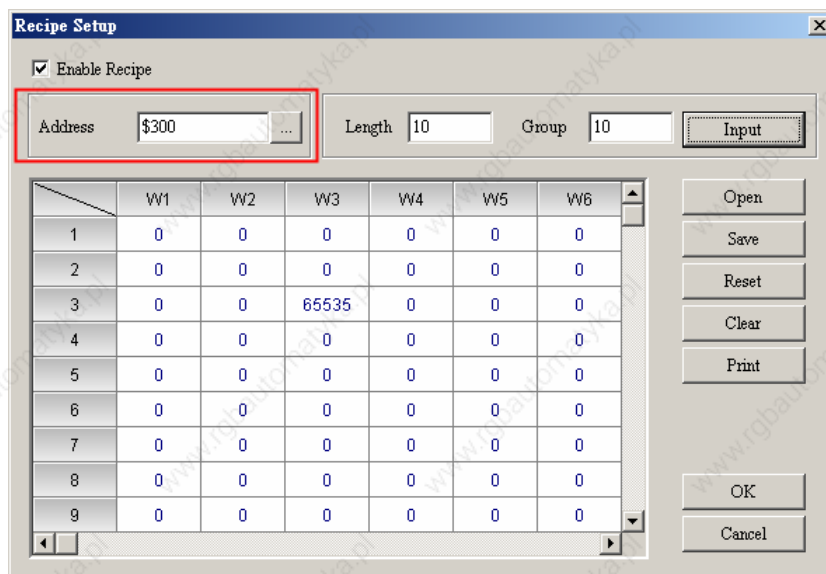 Recipe Setup
Enable Recipe
Address $300 ... Length 10 Group 10 Input
W1 W2 W3 W4 W5 W6
1 0 0 0 0 0 0
2 0 0 0 0 0 0
3 0 0 65535 0 0 0
4 0 0 0 0 0 0
5 0 0 0 0 0 0
6 0 0 0 0 0 0
7 0 0 0 0 0 0
8 0 0 0 0 0 0
9 0 0 0 0 0 0
Open
Save
Reset
Clear
Print
OK
Cancel
www.rgbautomatyka.pl